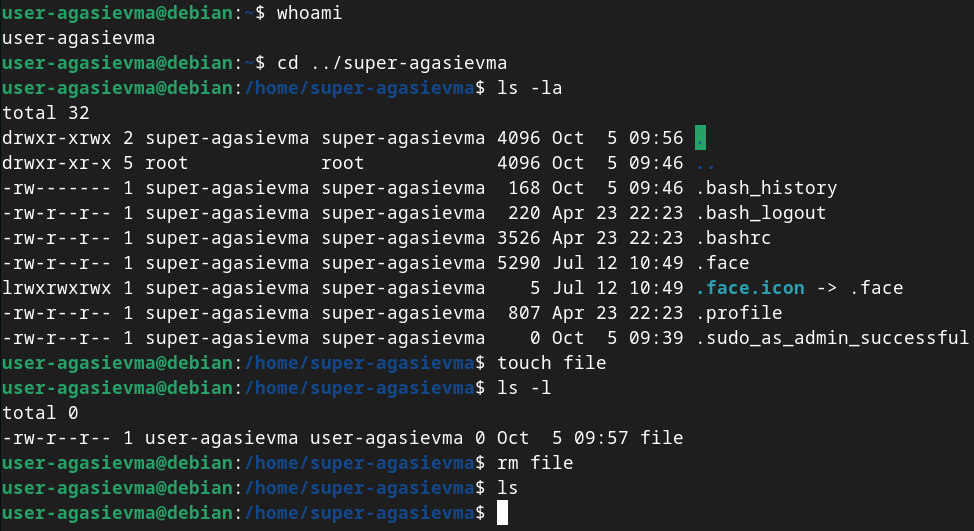 user-agasievma@debian:~$ whoami
user-agasievma
user-agasievma@debian:~$ cd ../super-agasievma
user-agasievma@debian:/home/super-agasievma$ ls -la
total 32
drwxr-xrwx 2 super-agasievma super-agasievma 4096 Oct  5 09:56 .
drwxr-xr-x 5 root            root            4096 Oct  5 09:46 ..
-rw------- 1 super-agasievma super-agasievma  168 Oct  5 09:46 .bash_history
-rw-r--r-- 1 super-agasievma super-agasievma  220 Apr 23 22:23 .bash_logout
-rw-r--r-- 1 super-agasievma super-agasievma 3526 Apr 23 22:23 .bashrc
-rw-r--r-- 1 super-agasievma super-agasievma 5290 Jul 12 10:49 .face
lrwxrwxrwx 1 super-agasievma super-agasievma    5 Jul 12 10:49 .face.icon -> .face
-rw-r--r-- 1 super-agasievma super-agasievma  807 Apr 23 22:23 .profile
-rw-r--r-- 1 super-agasievma super-agasievma    0 Oct  5 09:39 .sudo_as_admin_successful
user-agasievma@debian:/home/super-agasievma$ touch file
user-agasievma@debian:/home/super-agasievma$ ls -l
total 0
-rw-r--r-- 1 user-agasievma user-agasievma 0 Oct  5 09:57 file
user-agasievma@debian:/home/super-agasievma$ rm file
user-agasievma@debian:/home/super-agasievma$ ls
user-agasievma@debian:/home/super-agasievma$